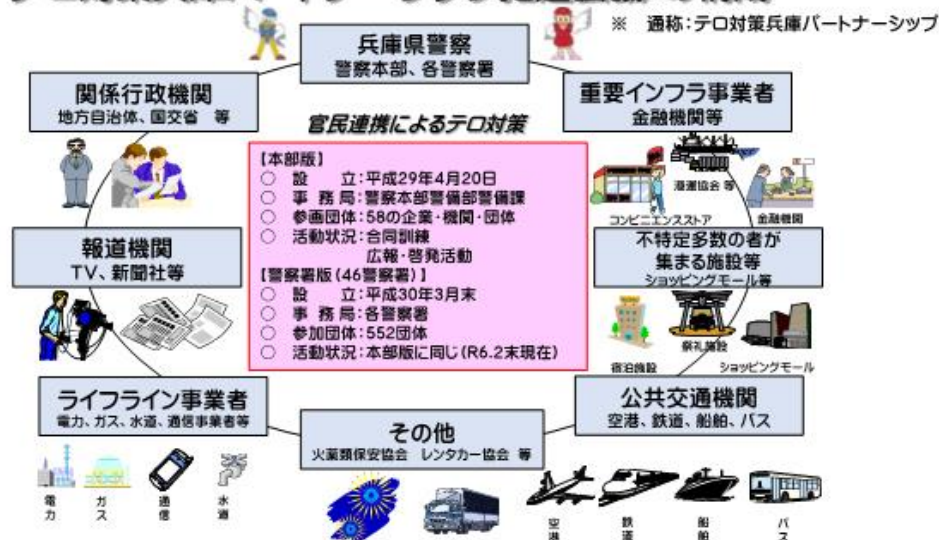 ※ 通称:テロ対策兵庫パートナーシップ
兵庫県警察
警察本部、各警察署
関係行政機関
地方自治体、国交省 等
重要インフラ事業者
金融機関等
官民連携によるテロ対策
【本部版】
○ 設 立:平成29年4月20日
○ 事 務 局:警察本部警備部警備課
○ 参画団体:58の企業・機関・団体
○ 活動状況:合同訓練
広報・啓発活動
【警察署版(46警察署)】
○ 設 立:平成30年3月末
○ 事 務 局:各警察署
○ 参加団体:552団体
○ 活動状況:本部版に同じ(R6.2末現在)
港運協会 等
コンビニエンスストア
金融機関
報道機関
TV、新聞社等
不特定多数の者が
集まる施設等
ショッピングモール等
宿泊施設
祭礼施設
ショッピングモール
ライフライン事業者
電力、ガス、水道、通信事業者等
公共交通機関
空港、鉄道、船舶、バス
その他
火薬類保安協会 レンタカー協会 等
電力
ガス
通信
水道
空港
鉄道
船舶
バス